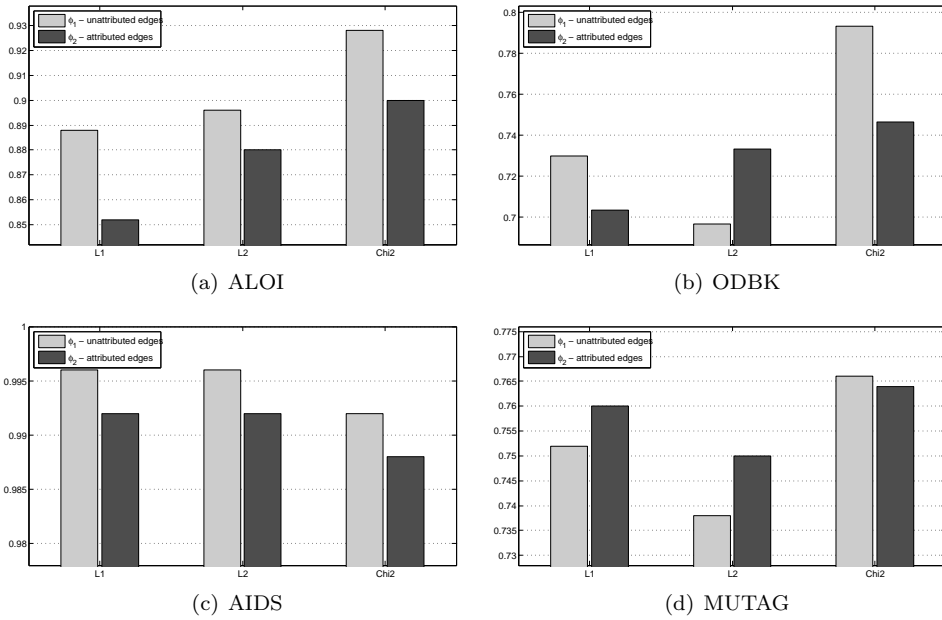 0.93
0.92
0.91
0.9
0.89
0.88
0.87
0.86
0.85
ϕ1 – unattributed edges
ϕ2 – attributed edges
L1 L2 Chi2
(a) ALOI
0.8
0.78
0.76
0.74
0.72
0.7
ϕ1 – unattributed edges
ϕ2 – attributed edges
L1 L2 Chi2
(b) ODBK
1
0.995
0.99
0.985
0.98
ϕ1 – unattributed edges
ϕ2 – attributed edges
L1 L2 Chi2
(c) AIDS
0.775
0.77
0.765
0.76
0.755
0.75
0.745
0.74
0.735
0.73
ϕ1 – unattributed edges
ϕ2 – attributed edges
L1 L2 Chi2
(d) MUTAG